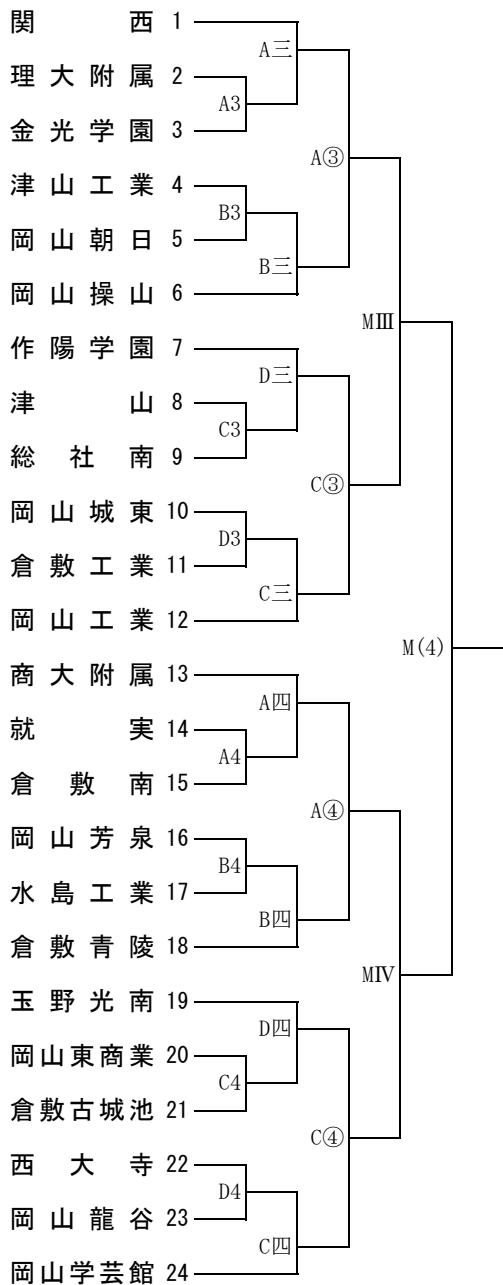 関西 1
A三
理大附属 2
A3
金光学園 3
A③
津山工業 4
B3
岡山朝日 5
B三
岡山操山 6
MⅢ
作陽学園 7
D三
津山 8
C3
総社南 9
C③
岡山城東 10
D3
倉敷工業 11
C三
岡山工業 12
M(4)
商大附属 13
A四
就実 14
A4
倉敷南 15
A④
岡山芳泉 16
B4
水島工業 17
B四
倉敷青陵 18
MⅣ
玉野光南 19
D四
岡山東商業 20
C4
倉敷古城池 21
C④
西大寺 22
D4
岡山龍谷 23
C四
岡山学芸館 24